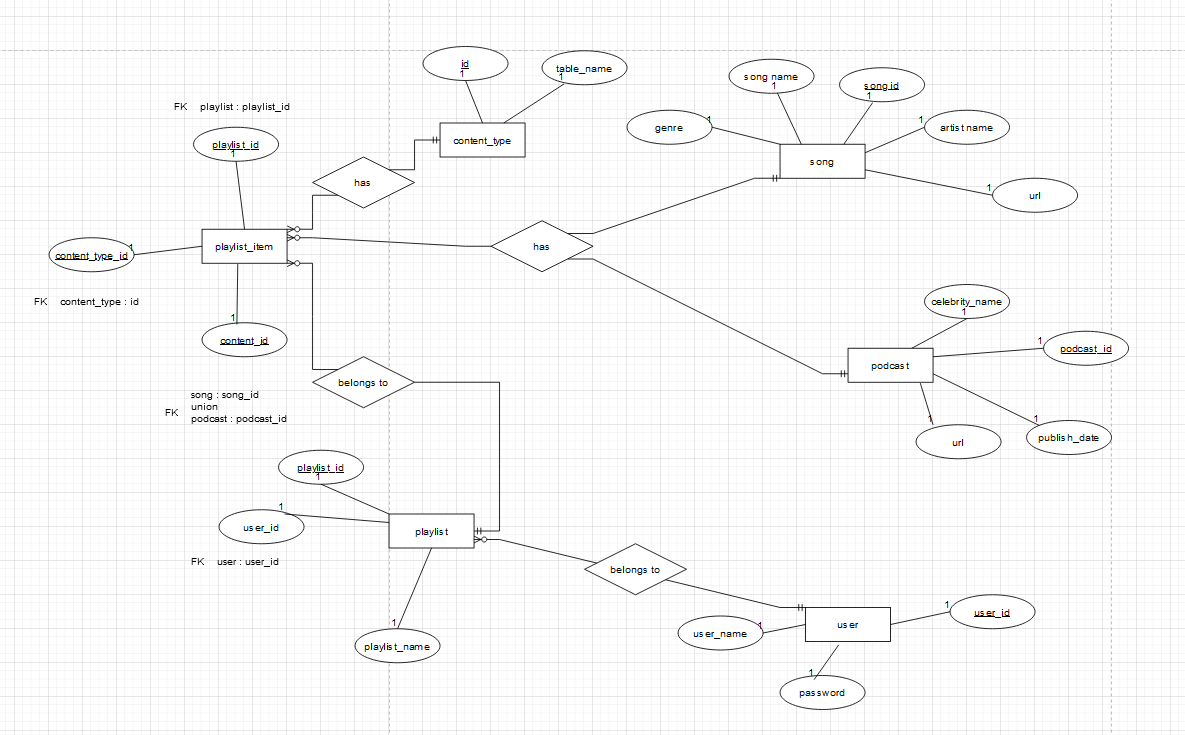 id
1
table_name
1
song name
1
song id
1
FK playlist : playlist_id
genre
1
1
artist name
content_type
playlist_id
1
song
has
1
url
playlist_item
has
1
content_type_id
FK content_type : id
celebrity_name
1
1
content_id
1
podcast_id
podcast
belongs to
song : song_id
FK
union
podcast : podcast_id
1
url
1
publish_date
playlist_id
1
1
user_id
playlist
FK user : user_id
belongs to
1
user_id
user
1
user_name
1
playlist_name
1
password